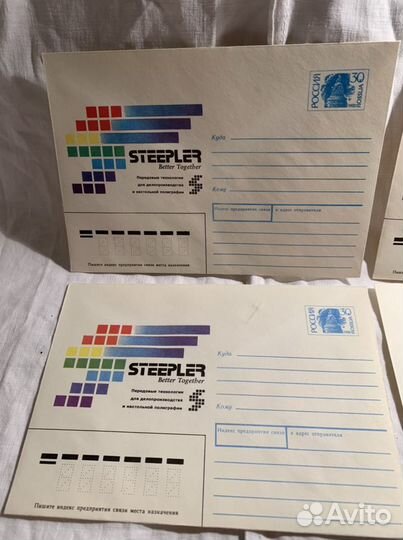 РОССИЯ 30 ROSSIJA
STEEPLER
Better Together
Передовые технологии
для делопроизводства
и настольной полиграфии
Куда
Кому
Индекс предприятия связи и адрес отправителя
Пишите индекс предприятия связи места назначения
РОССИЯ ROSSIJA
STEEPLER
Better Together
Передовые технологии
для делопроизводства
и настольной полиграфии
Куда
Кому
Индекс предприятия связи и адрес отправителя
Пишите индекс предприятия связи места назначения
Avito